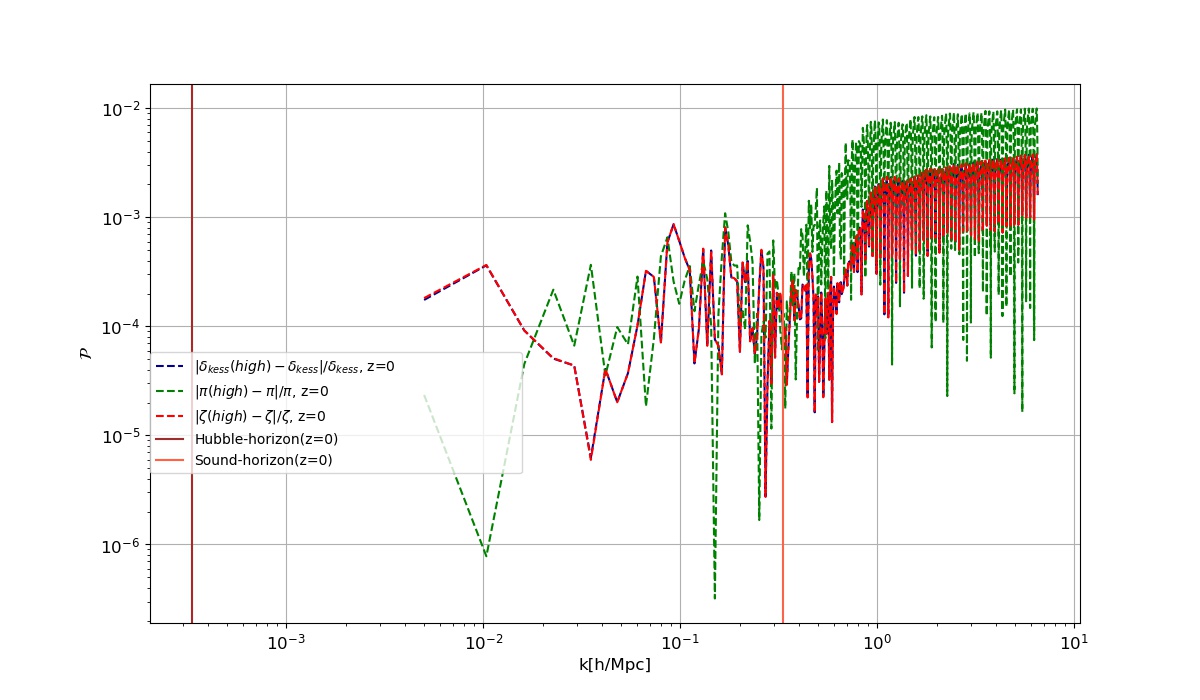 10⁻²
10⁻³
10⁻⁴
10⁻⁵
10⁻⁶
𝒫
|δ_kess(high) − δ_kess|/δ_kess, z=0
|π(high) − π|/π, z=0
|ζ(high) − ζ|/ζ, z=0
Hubble-horizon(z=0)
Sound-horizon(z=0)
10⁻³ 10⁻² 10⁻¹ 10⁰ 10¹
k[h/Mpc]